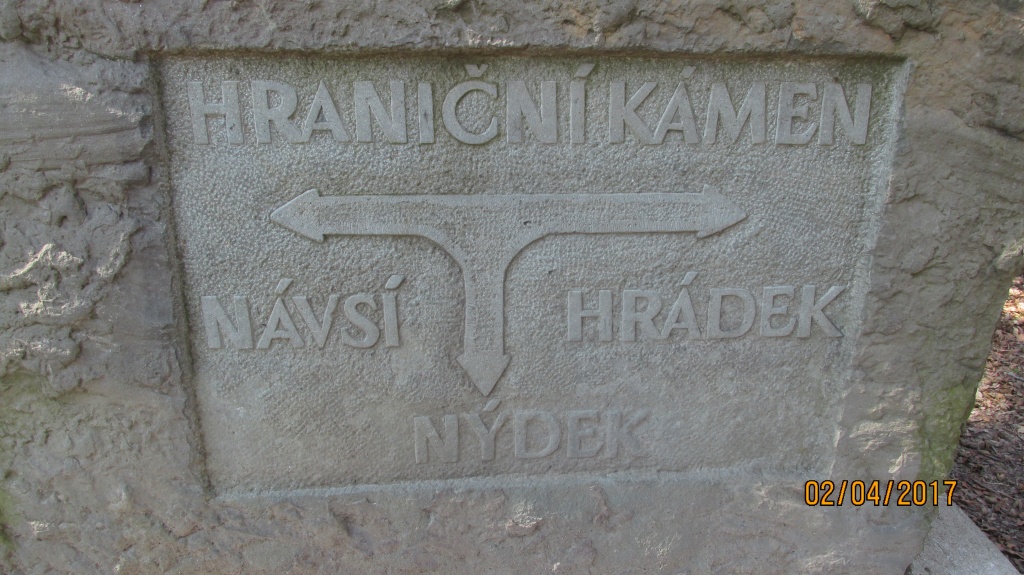 HRANIČNÍ KÁMEN
NÁVSÍ HRÁDEK
NÝDEK
02/04/2017